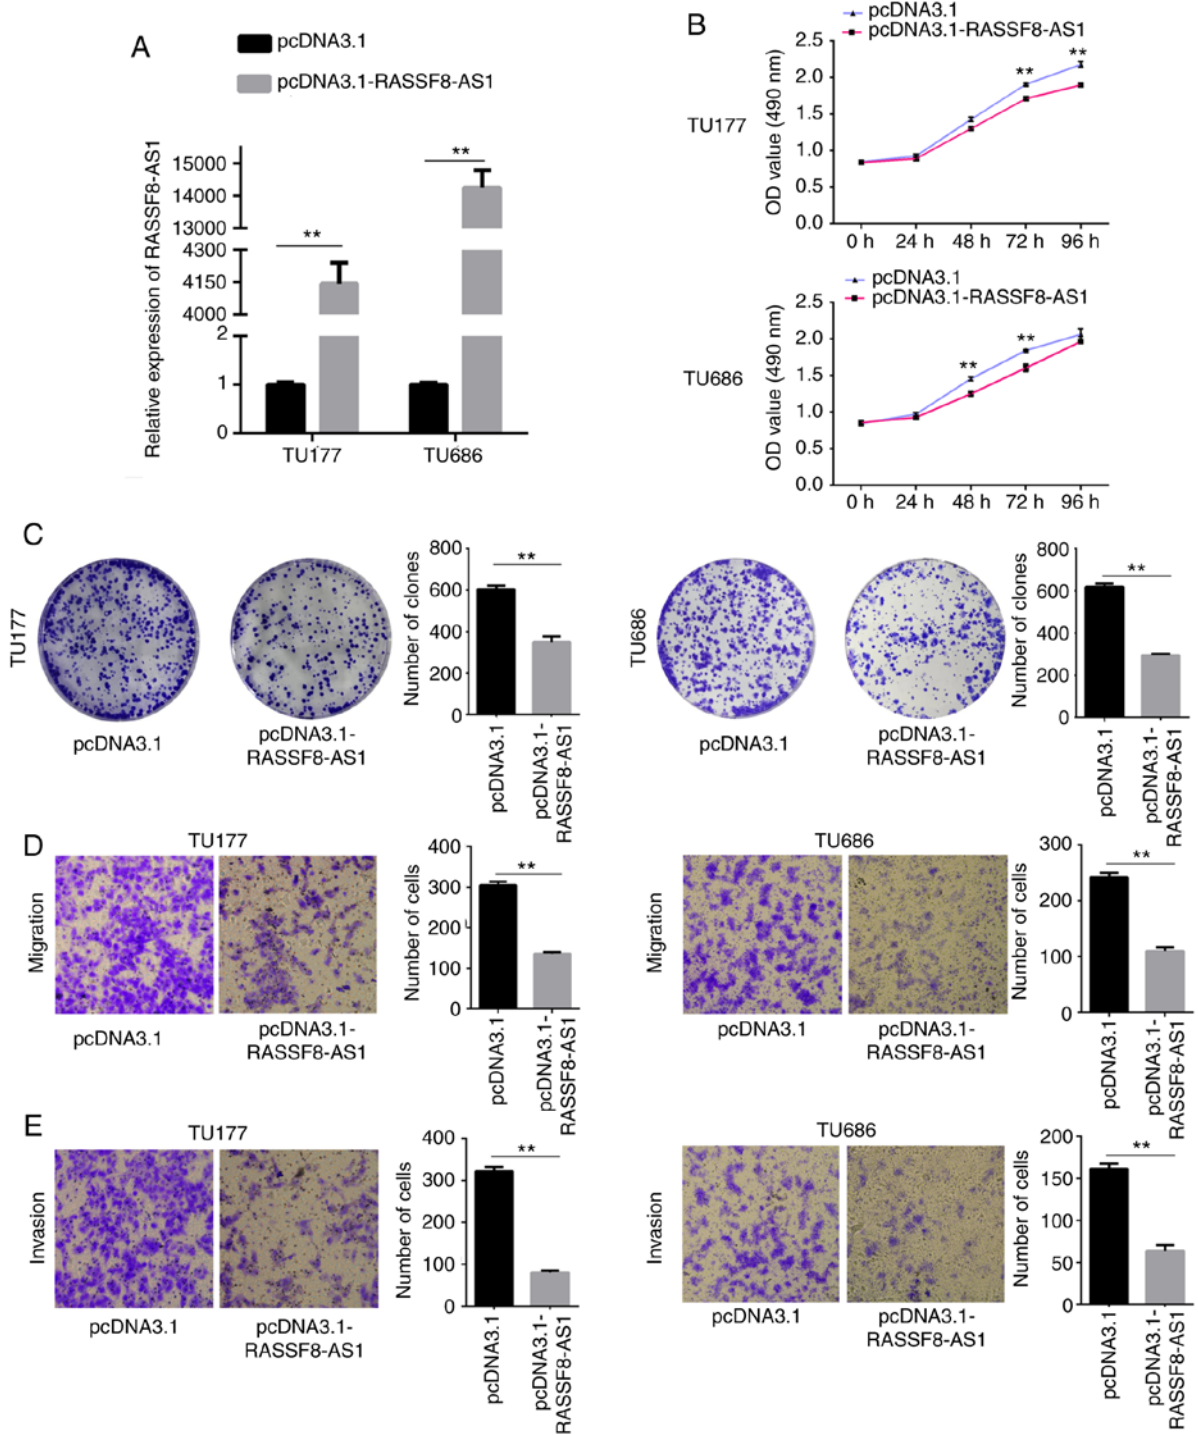 A
pcDNA3.1
pcDNA3.1-RASSF8-AS1
Relative expression of RASSF8-AS1
15000
14000
13000
4300
4150
4000
2
1
0
**
**
TU177
TU686
B
TU177
pcDNA3.1
pcDNA3.1-RASSF8-AS1
OD value (490 nm)
2.5
2.0
1.5
1.0
0.5
0.0
**
**
0 h 24 h 48 h 72 h 96 h
TU686
pcDNA3.1
pcDNA3.1-RASSF8-AS1
OD value (490 nm)
2.5
2.0
1.5
1.0
0.5
0.0
**
**
0 h 24 h 48 h 72 h 96 h
C
TU177
pcDNA3.1
pcDNA3.1-
RASSF8-AS1
Number of clones
800
600
400
200
0
**
pcDNA3.1
pcDNA3.1-
RASSF8-AS1
TU686
pcDNA3.1
pcDNA3.1-
RASSF8-AS1
Number of clones
800
600
400
200
0
**
pcDNA3.1
pcDNA3.1-
RASSF8-AS1
D
TU177
Migration
pcDNA3.1
pcDNA3.1-
RASSF8-AS1
Number of cells
400
300
200
100
0
**
pcDNA3.1
pcDNA3.1-
RASSF8-AS1
TU686
Migration
pcDNA3.1
pcDNA3.1-
RASSF8-AS1
Number of cells
300
200
100
0
**
pcDNA3.1
pcDNA3.1-
RASSF8-AS1
E
TU177
Invasion
pcDNA3.1
pcDNA3.1-
RASSF8-AS1
Number of cells
400
300
200
100
0
**
pcDNA3.1
pcDNA3.1-
RASSF8-AS1
TU686
Invasion
pcDNA3.1
pcDNA3.1-
RASSF8-AS1
Number of cells
200
150
100
50
0
**
pcDNA3.1
pcDNA3.1-
RASSF8-AS1